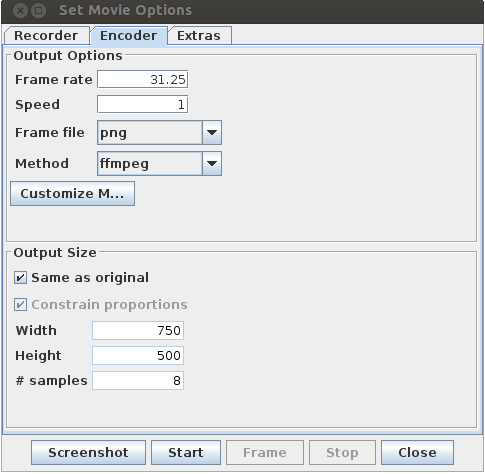 Set Movie Options
Recorder Encoder Extras
Output Options
Frame rate 31.25
Speed 1
Frame file png
Method ffmpeg
Customize M...
Output Size
Same as original
Constrain proportions
Width 750
Height 500
# samples 8
Screenshot Start Frame Stop Close